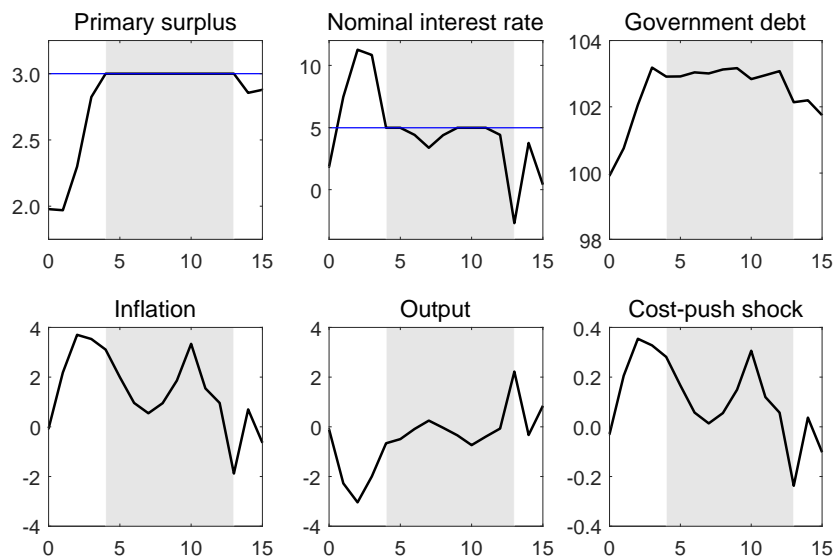 Primary surplus
3.0
2.5
2.0
0 5 10 15
Nominal interest rate
10
5
0
0 5 10 15
Government debt
104
102
100
98
0 5 10 15
Inflation
4
2
0
-2
-4
0 5 10 15
Output
4
2
0
-2
-4
0 5 10 15
Cost-push shock
0.4
0.2
0.0
-0.2
-0.4
0 5 10 15